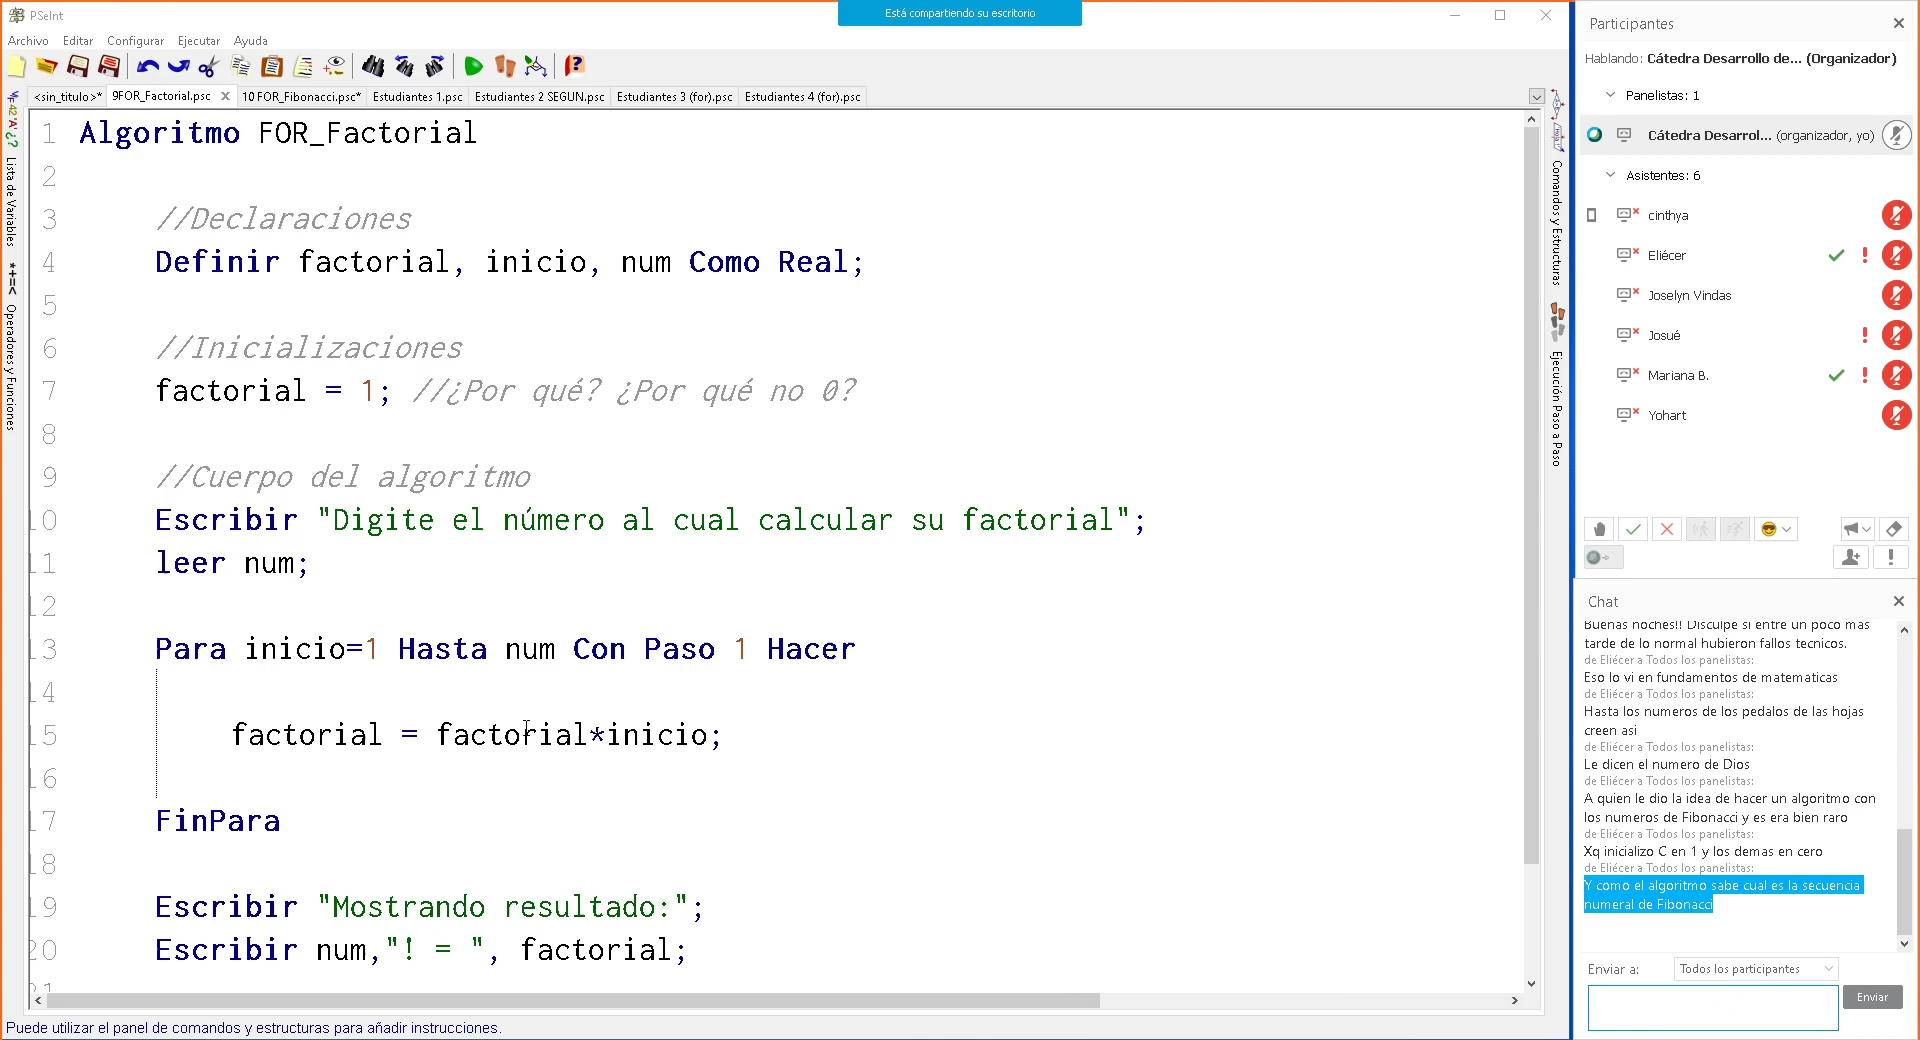 PSeInt
Está compartiendo su escritorio
Archivo Editar Configurar Ejecutar Ayuda
<sin_titulo>* 9FOR_Factorial.psc 10 FOR_Fibonacci.psc* Estudiantes 1.psc Estudiantes 2 SEGUN.psc Estudiantes 3 (for).psc Estudiantes 4 (for).psc
Lista de Variables
Operadores y Funciones
1 Algoritmo FOR_Factorial
2
3 //Declaraciones
4 Definir factorial, inicio, num Como Real;
5
6 //Inicializaciones
7 factorial = 1; //¿Por qué? ¿Por qué no 0?
8
9 //Cuerpo del algoritmo
10 Escribir "Digite el número al cual calcular su factorial";
11 leer num;
12
13 Para inicio=1 Hasta num Con Paso 1 Hacer
14
15 factorial = factorial*inicio;
16
17 FinPara
18
19 Escribir "Mostrando resultado:";
20 Escribir num,"! = ", factorial;
21
Comandos y Estructuras
Ejecución Paso a Paso
Puede utilizar el panel de comandos y estructuras para añadir instrucciones.
Participantes
Hablando: Cátedra Desarrollo de... (Organizador)
Panelistas: 1
Cátedra Desarrol... (organizador, yo)
Asistentes: 6
cinthya
Eliécer
Joselyn Vindas
Josué
Mariana B.
Yohart
Chat
Buenas noches!! Disculpe si entre un poco mas
tarde de lo normal hubieron fallos tecnicos.
de Eliécer a Todos los panelistas:
Eso lo vi en fundamentos de matematicas
de Eliécer a Todos los panelistas:
Hasta los numeros de los pedalos de las hojas
creen asi
de Eliécer a Todos los panelistas:
Le dicen el numero de Dios
de Eliécer a Todos los panelistas:
A quien le dio la idea de hacer un algoritmo con
los numeros de Fibonacci y es era bien raro
de Eliécer a Todos los panelistas:
Xq inicializo C en 1 y los demas en cero
de Eliécer a Todos los panelistas:
Y como el algoritmo sabe cual es la secuencia
numeral de Fibonacci
Enviar a: Todos los participantes
Enviar